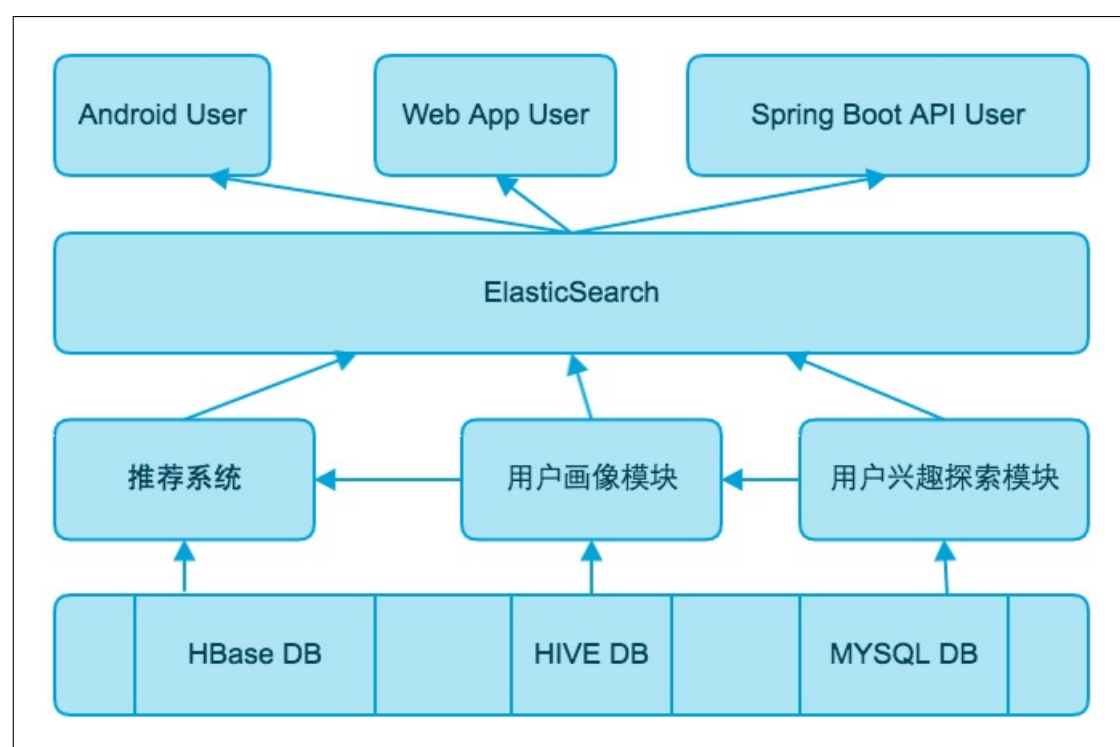 Android User
Web App User
Spring Boot API User
ElasticSearch
推荐系统
用户画像模块
用户兴趣探索模块
HBase DB
HIVE DB
MYSQL DB